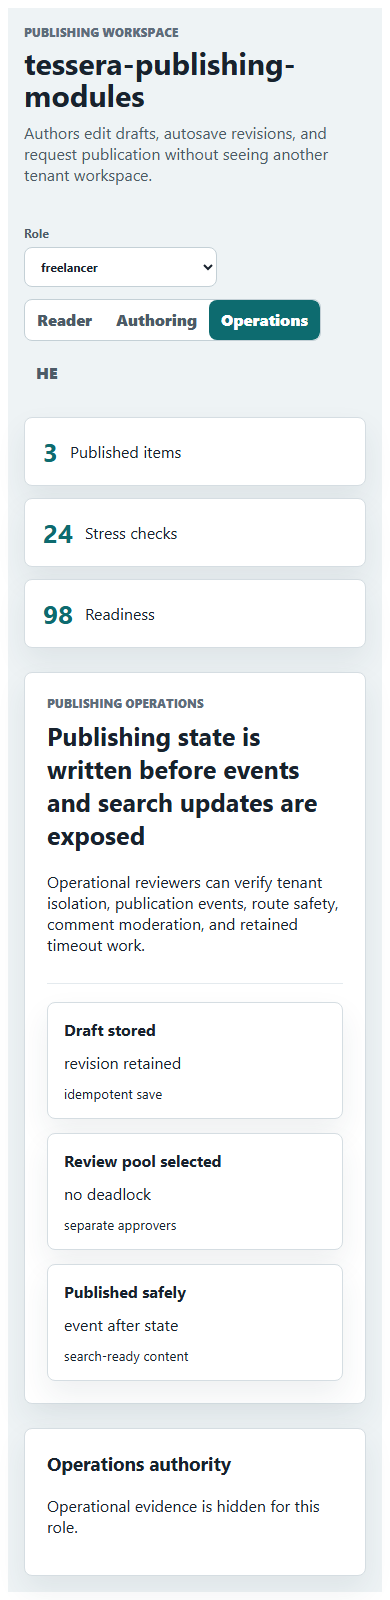 PUBLISHING WORKSPACE
tessera-publishing-
modules
Authors edit drafts, autosave revisions, and
request publication without seeing another
tenant workspace.
Role
freelancer
Reader Authoring Operations
HE
3 Published items
24 Stress checks
98 Readiness
PUBLISHING OPERATIONS
Publishing state is
written before events
and search updates are
exposed
Operational reviewers can verify tenant
isolation, publication events, route safety,
comment moderation, and retained
timeout work.
Draft stored
revision retained
idempotent save
Review pool selected
no deadlock
separate approvers
Published safely
event after state
search-ready content
Operations authority
Operational evidence is hidden for this
role.